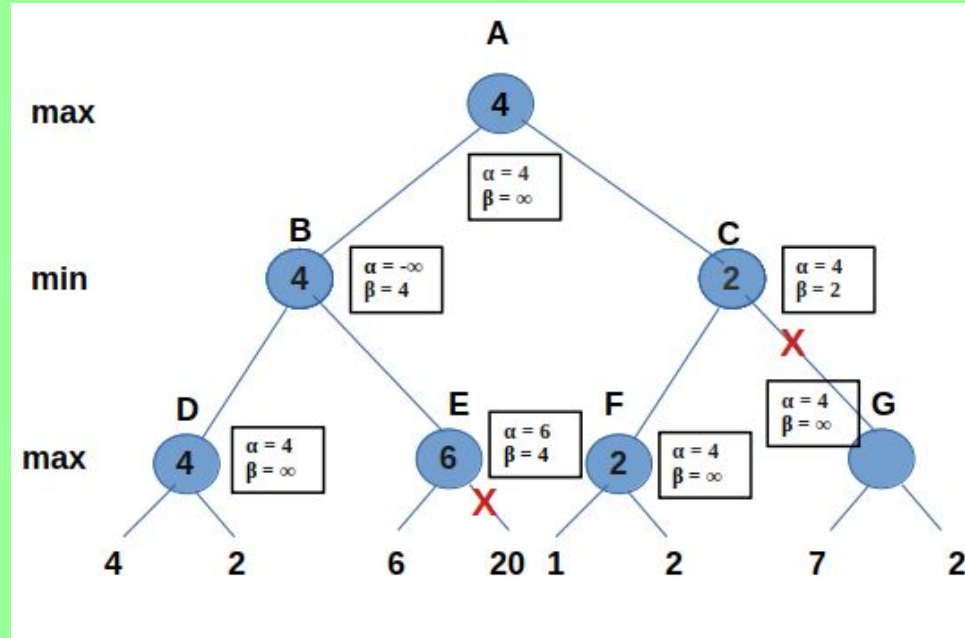 A
max
4
α = 4
β = ∞
B
C
min
4
α = -∞
β = 4
2
α = 4
β = 2
X
D
E
F
G
max
4
α = 4
β = ∞
6
α = 6
β = 4
2
α = 4
β = ∞
α = 4
β = ∞
X
4 2 6 20 1 2 7 2